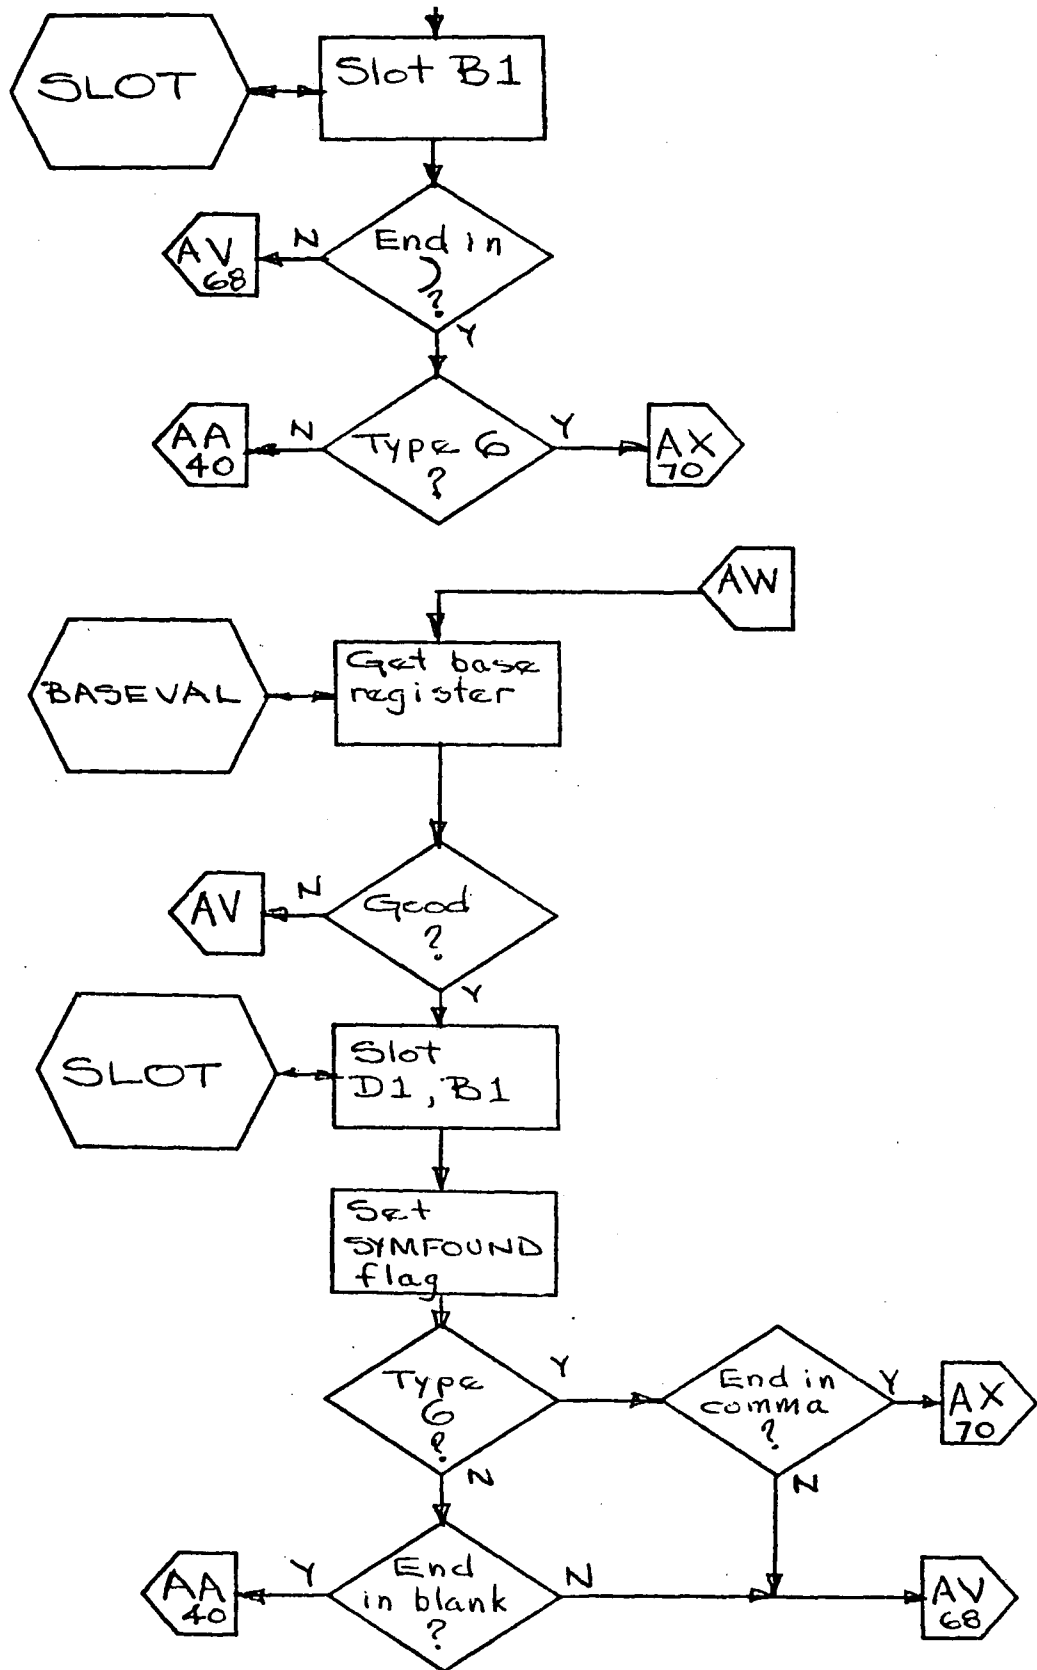 SLOT
Slot B1
End in
)
?
N
AV
68
Y
Type 6
?
N
AA
40
Y
AX
70
AW
BASEVAL
Get base
register
Good
?
N
AV
Y
SLOT
Slot
D1, B1
Set
SYMFOUND
flag
Type
6
?
Y
End in
comma
?
Y
AX
70
N
N
End
in blank
?
Y
AA
40
N
AV
68